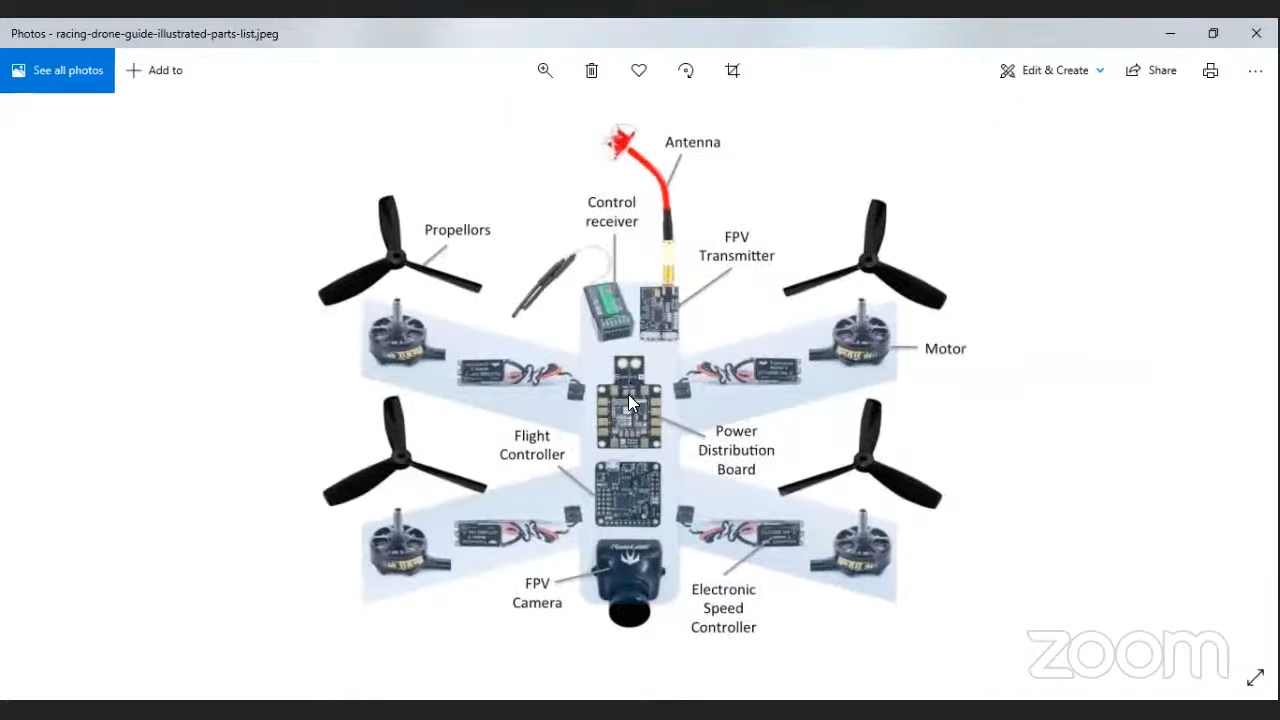 Photos - racing-drone-guide-illustrated-parts-list.jpeg
See all photos
Add to
Edit & Create
Share
Antenna
Control
receiver
Propellors
FPV
Transmitter
Motor
Flight
Controller
Power
Distribution
Board
FPV
Camera
Electronic
Speed
Controller
zoom